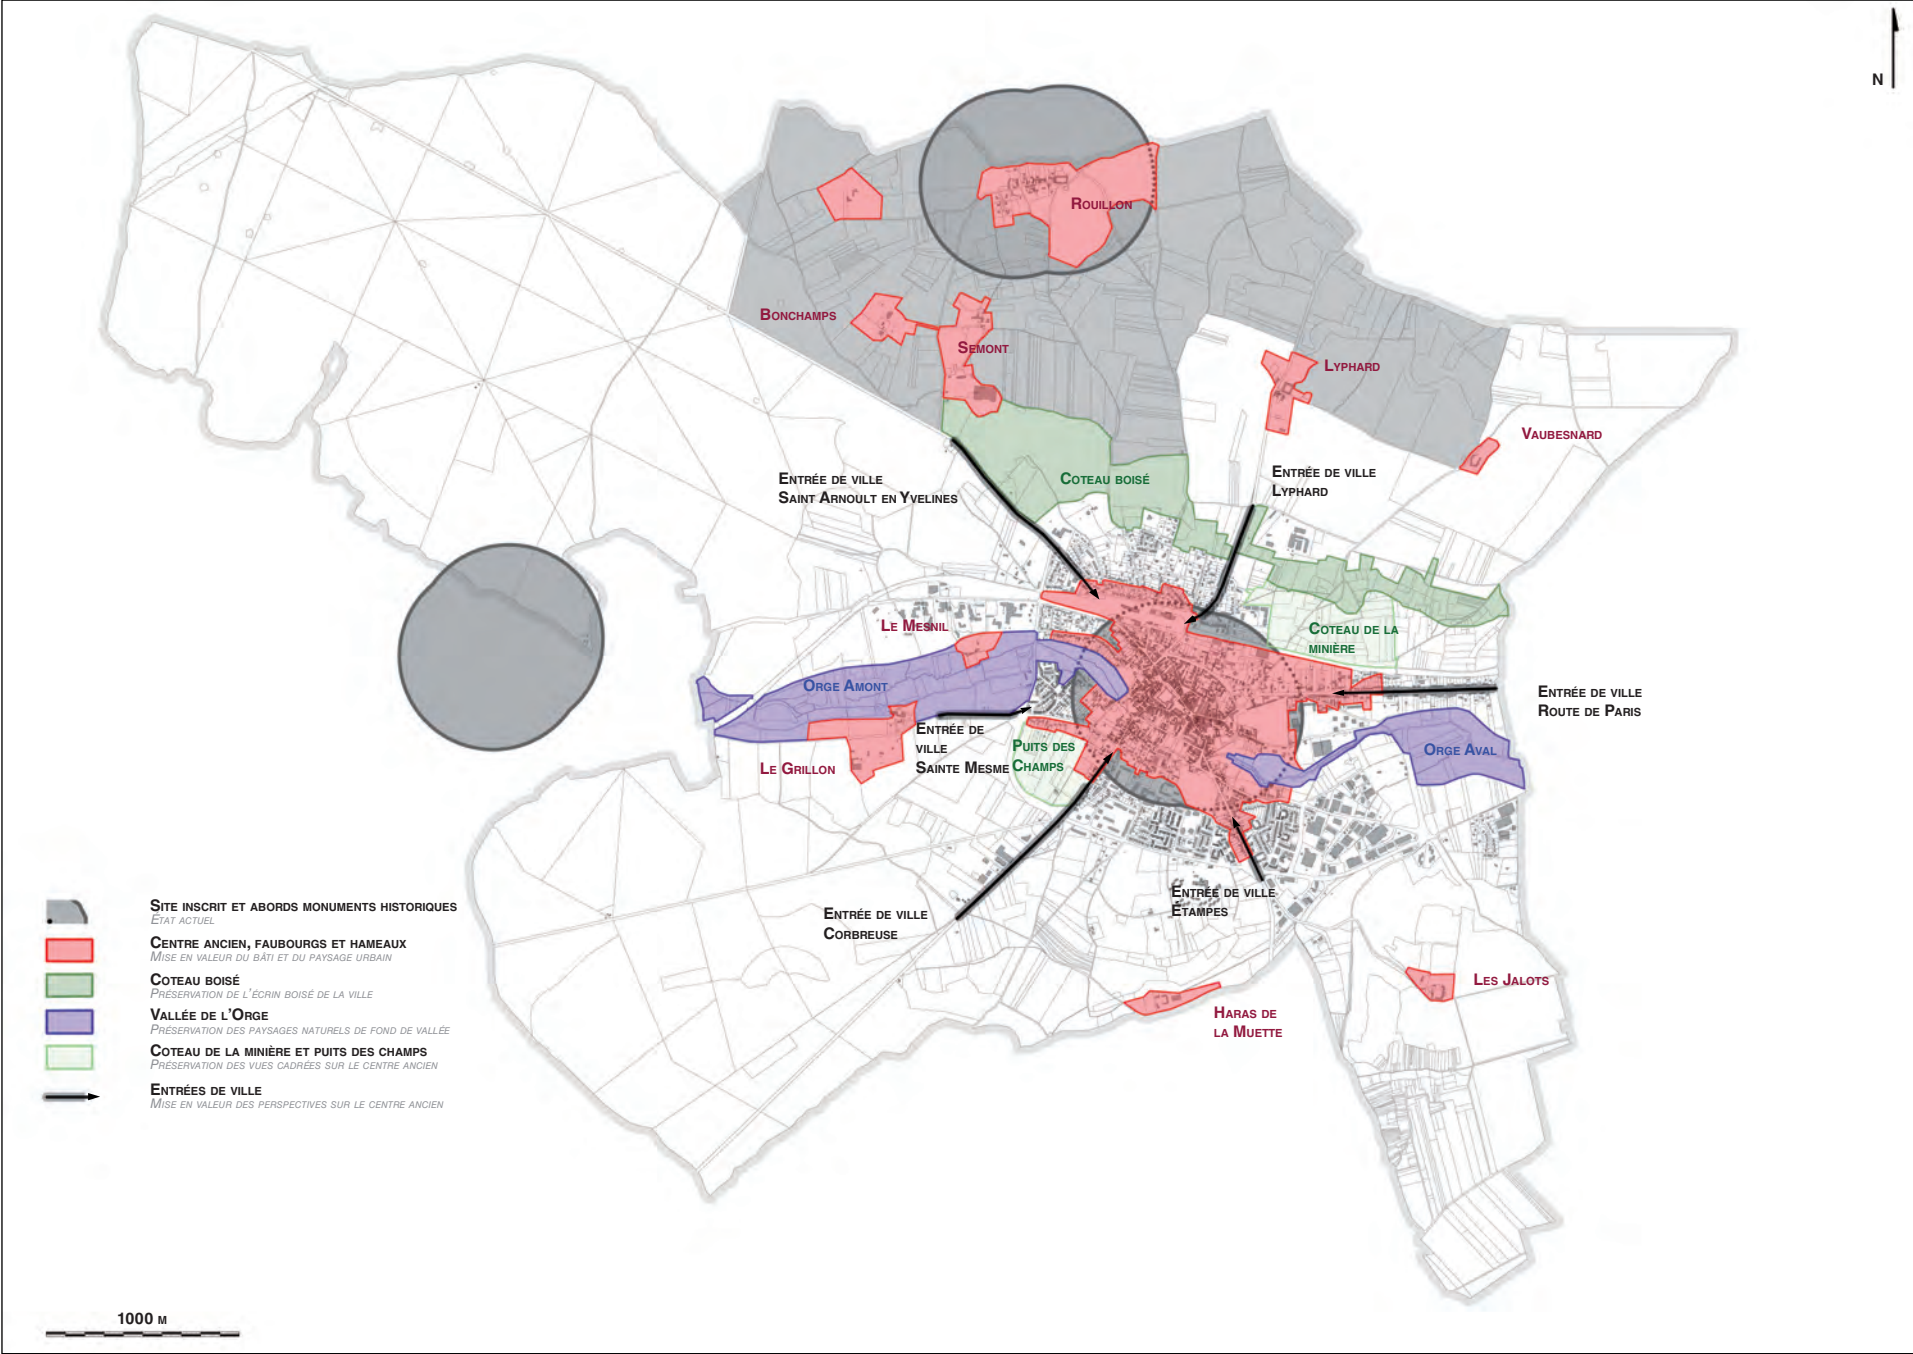 N
Rouillon
Bonchamps
Semont
Lyphard
Vaubesnard
Entrée de ville
Saint Arnoult en Yvelines
Coteau boisé
Entrée de ville
Lyphard
Le Mesnil
Coteau de la
minière
Orge Amont
Entrée de ville
Route de Paris
Entrée de
ville
Sainte Mesme
Puits des
Champs
Orge Aval
Le Grillon
Entrée de ville
Étampes
Entrée de ville
Corbreuse
Les Jalots
Haras de
la Muette
Site inscrit et abords monuments historiques
État actuel
Centre ancien, faubourgs et hameaux
Mise en valeur du bâti et du paysage urbain
Coteau boisé
Préservation de l'écrin boisé de la ville
Vallée de l'Orge
Préservation des paysages naturels de fond de vallée
Coteau de la minière et puits des champs
Préservation des vues cadrées sur le centre ancien
Entrées de ville
Mise en valeur des perspectives sur le centre ancien
1000 m